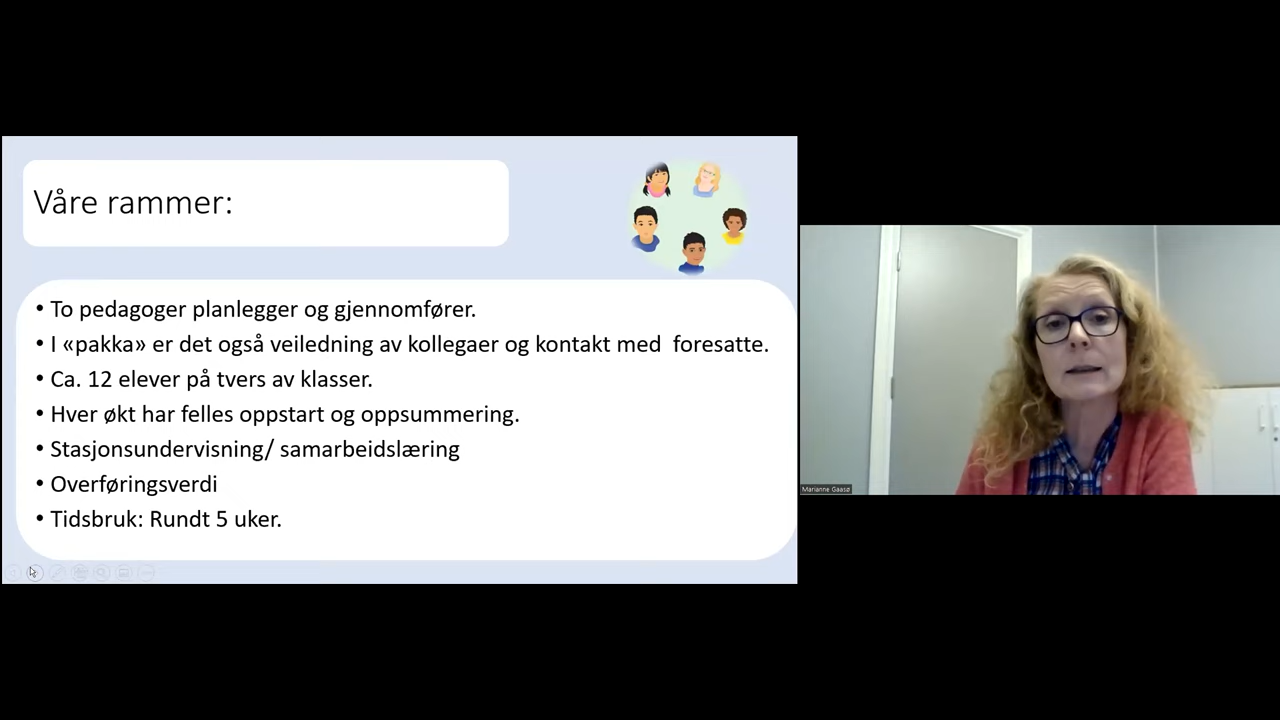 Våre rammer:
• To pedagoger planlegger og gjennomfører.
• I «pakka» er det også veiledning av kollegaer og kontakt med  foresatte.
• Ca. 12 elever på tvers av klasser.
• Hver økt har felles oppstart og oppsummering.
• Stasjonsundervisning/ samarbeidslæring
• Overføringsverdi
• Tidsbruk: Rundt 5 uker.
Marianne Gaasø